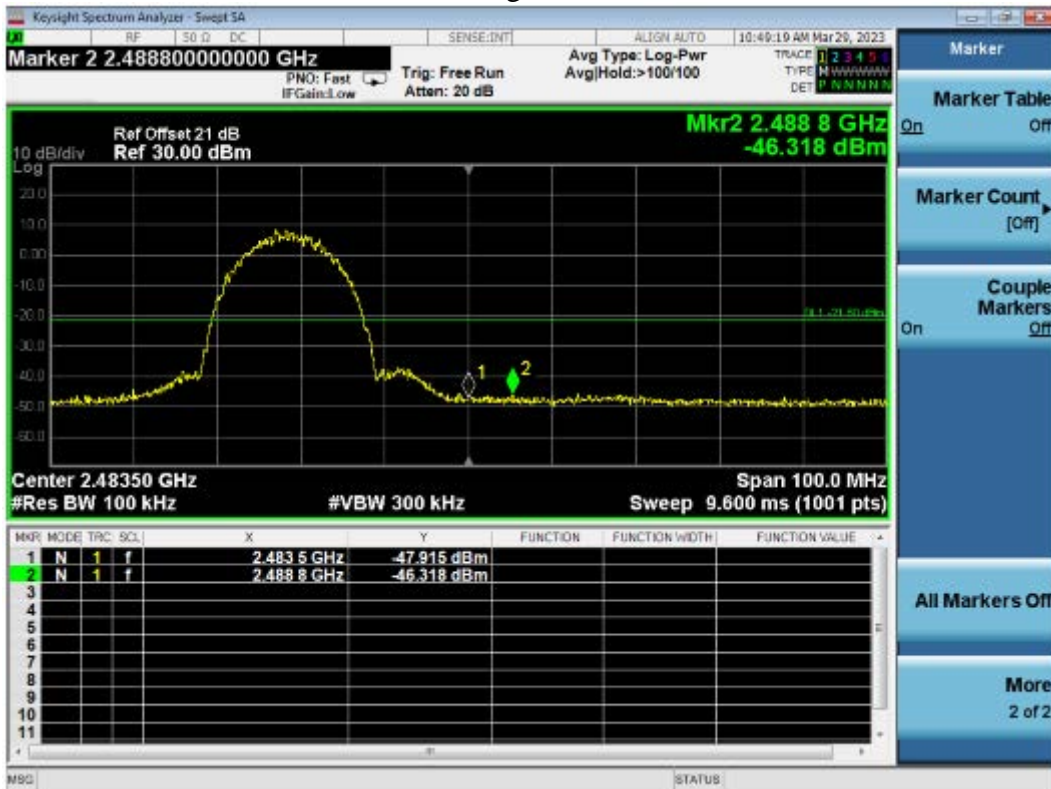 Keysight Spectrum Analyzer - Swept SA
RF 50 Ω DC SENSE:INT ALIGN AUTO 10:49:19 AM Mar 29, 2023
Marker 2 2.488800000000 GHz
PNO: Fast
IFGain:Low
Trig: Free Run
Atten: 20 dB
Avg Type: Log-Pwr
Avg|Hold:>100/100
TRACE 1 2 3 4 5 6
TYPE M W W W W W
DET P N N N N N
Ref Offset 21 dB
10 dB/div Ref 30.00 dBm
Log
Mkr2 2.488 8 GHz
-46.318 dBm
20.0
10.0
0.00
-10.0
-20.0
DL1 -21.50 dBm
-30.0
-40.0
1 2
-50.0
-60.0
Center 2.48350 GHz Span 100.0 MHz
#Res BW 100 kHz #VBW 300 kHz Sweep 9.600 ms (1001 pts)
MKR MODE TRC SCL X Y FUNCTION FUNCTION WIDTH FUNCTION VALUE
1 N 1 f 2.483 5 GHz -47.915 dBm
2 N 1 f 2.488 8 GHz -46.318 dBm
3
4
5
6
7
8
9
10
11
MSG STATUS
Marker
Marker Table
On Off
Marker Count
[Off]
Couple
Markers
On Off
All Markers Off
More
2 of 2